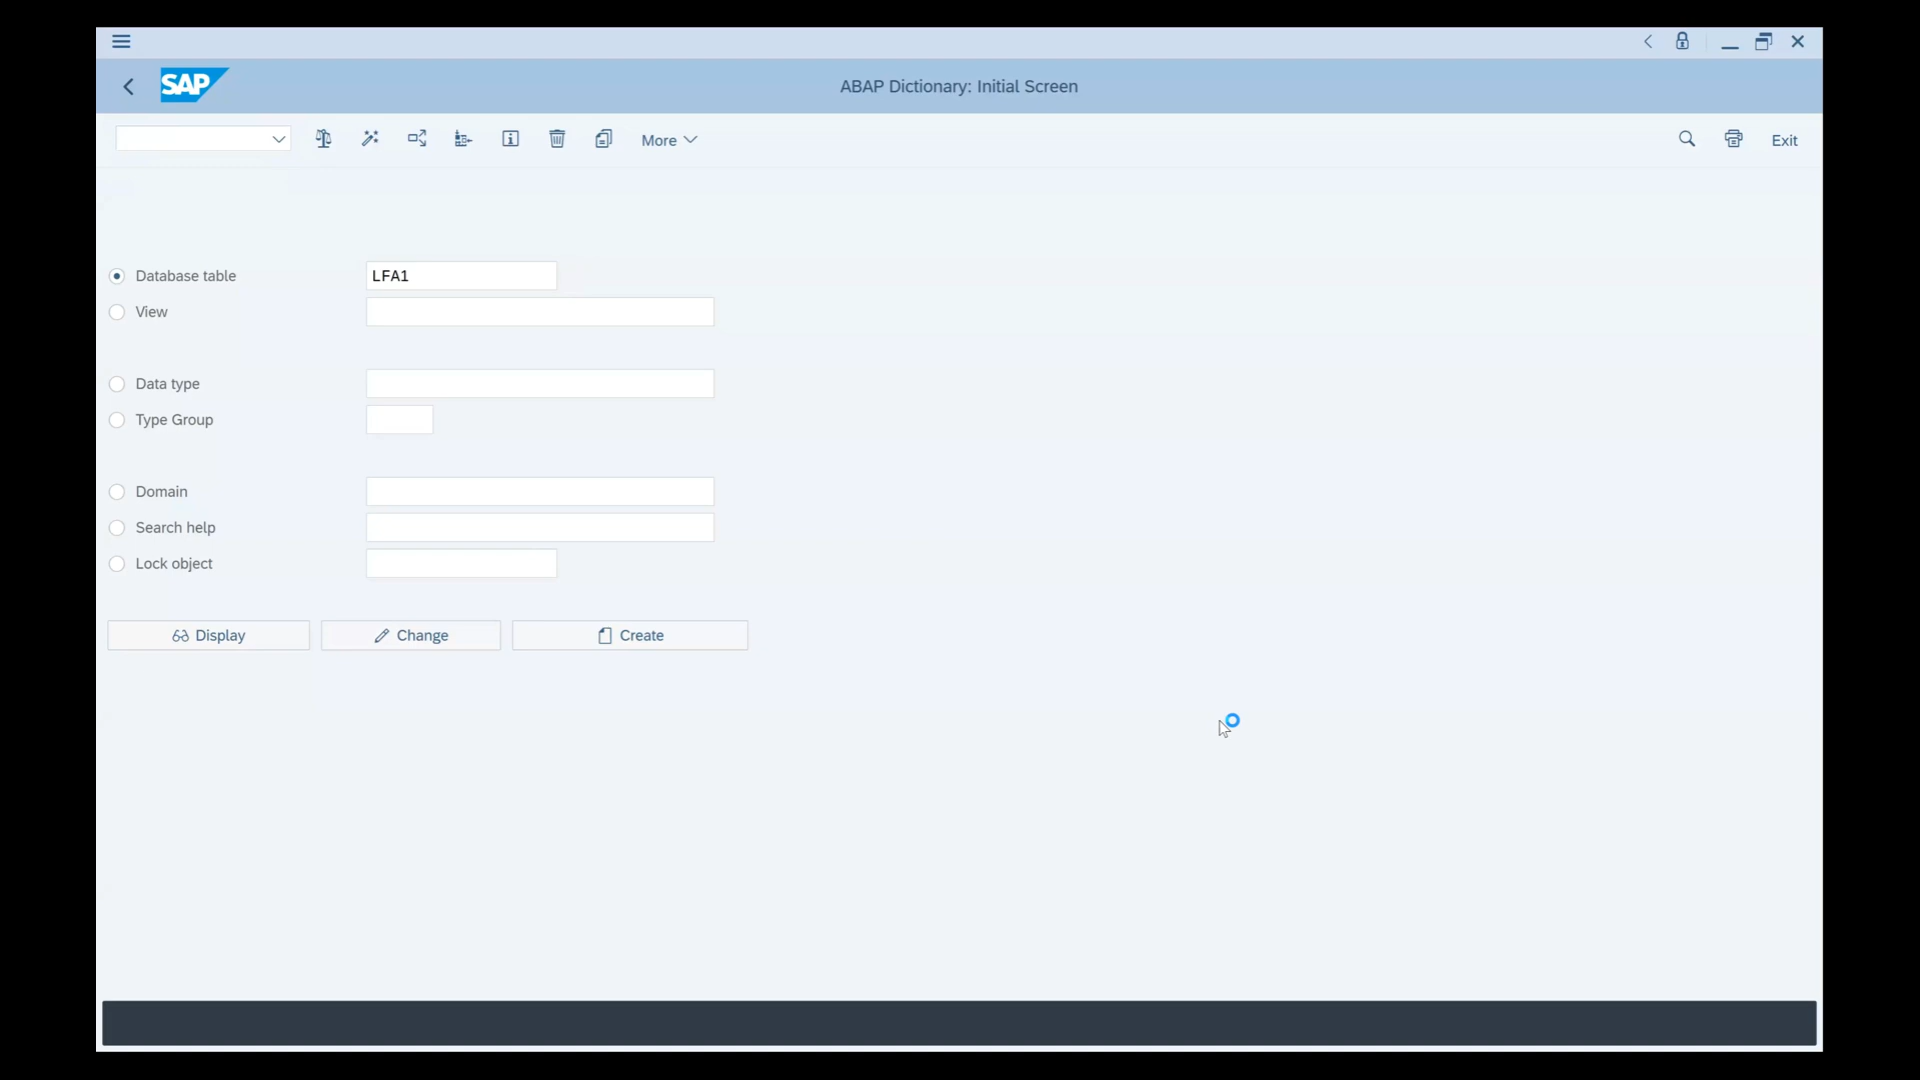 SAP
ABAP Dictionary: Initial Screen
More
Exit
Database table
LFA1
View
Data type
Type Group
Domain
Search help
Lock object
Display
Change
Create